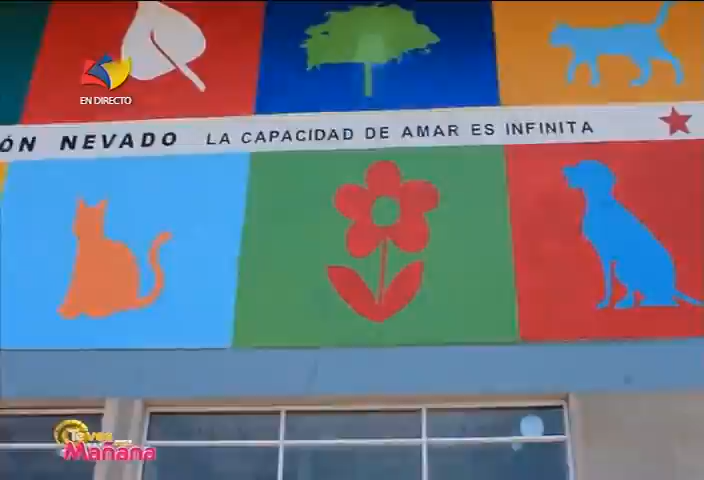 EN DIRECTO
ÓN NEVADO LA CAPACIDAD DE AMAR ES INFINITA
Mañana